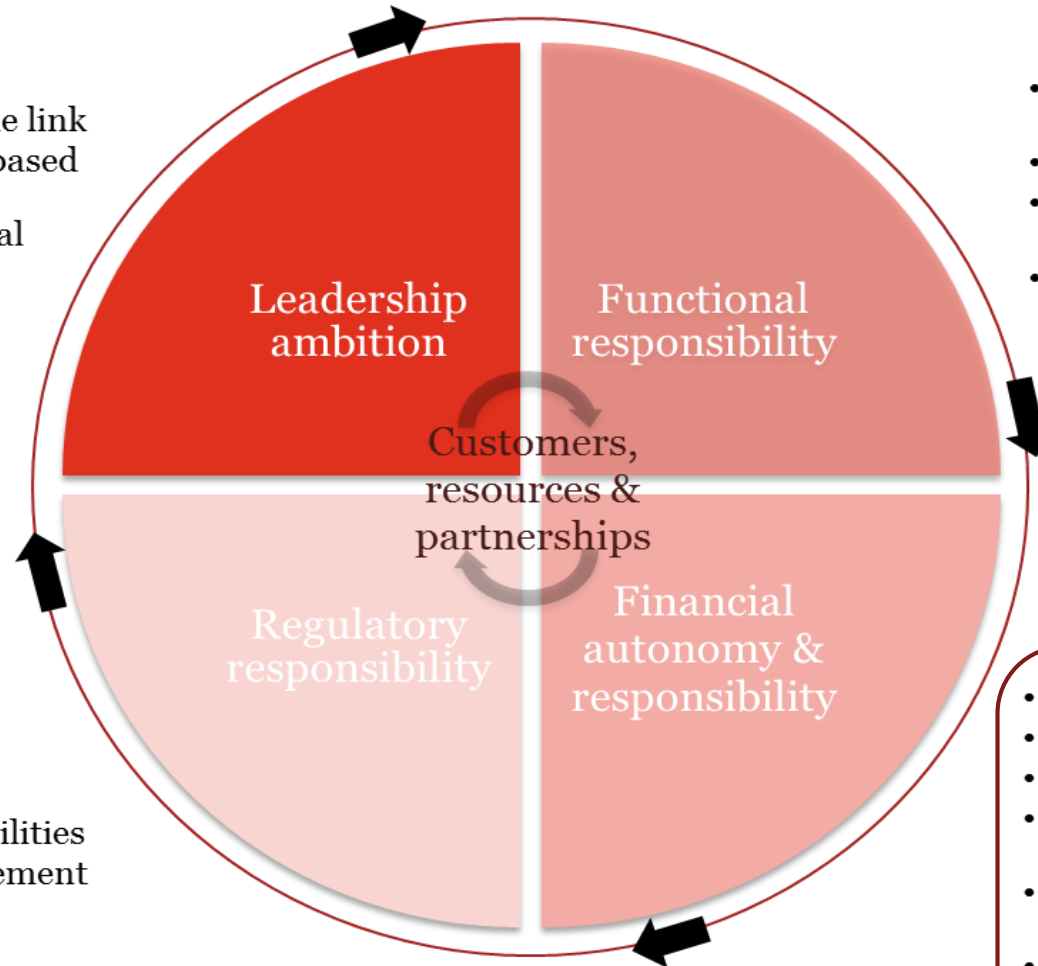 e link
based
al
Leadership
ambition
Functional
responsibility
Customers,
resources &
partnerships
Regulatory
responsibility
Financial
autonomy &
responsibility
ilities
ement